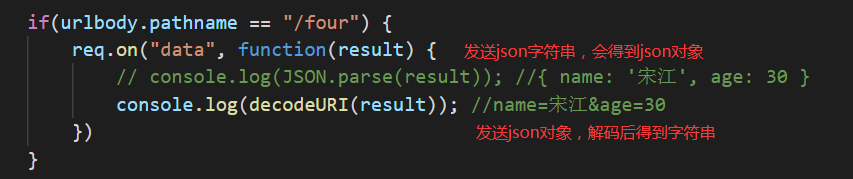 if(urlbody.pathname == "/four") {
req.on("data", function(result) { 发送json字符串，会得到json对象
// console.log(JSON.parse(result)); //{ name: '宋江', age: 30 }
console.log(decodeURI(result)); //name=宋江&age=30
}) 发送json对象，解码后得到字符串
}